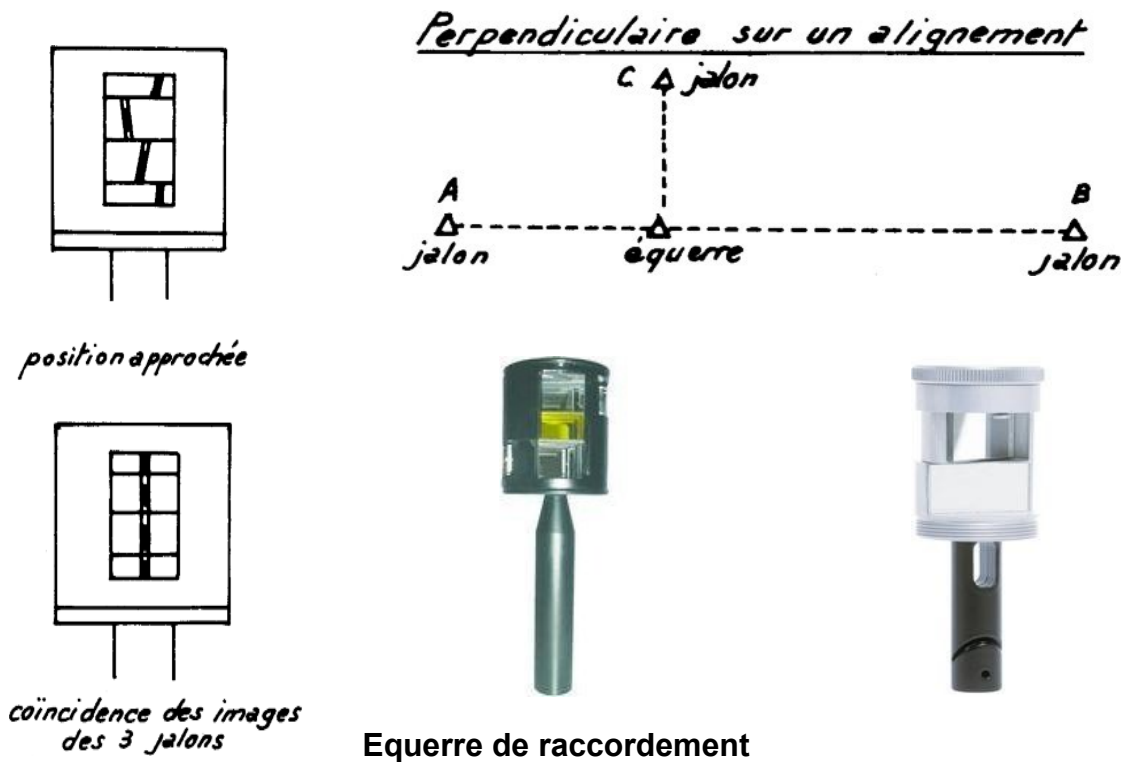 Perpendiculaire sur un alignement
C jalon
A
B
jalon
équerre
jalon
position approchée
coïncidence des images
des 3 jalons
Equerre de raccordement